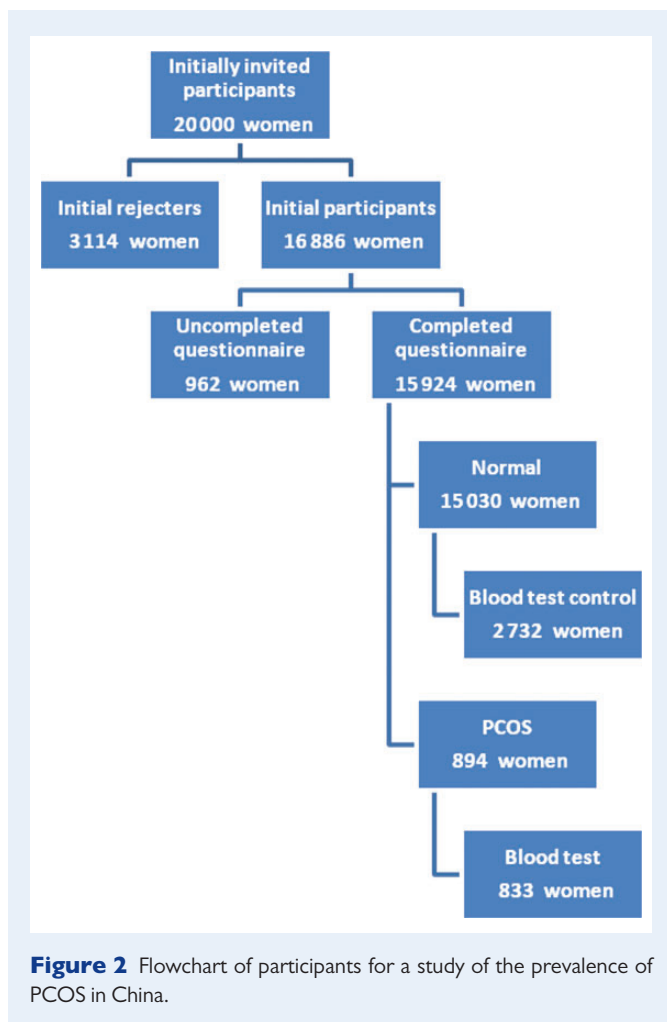 Initially invited
participants
20000 women
Initial rejecters
3114 women
Initial participants
16886 women
Uncompleted
questionnaire
962 women
Completed
questionnaire
15924 women
Normal
15030 women
Blood test control
2732 women
PCOS
894 women
Blood test
833 women
Figure 2 Flowchart of participants for a study of the prevalence of
PCOS in China.